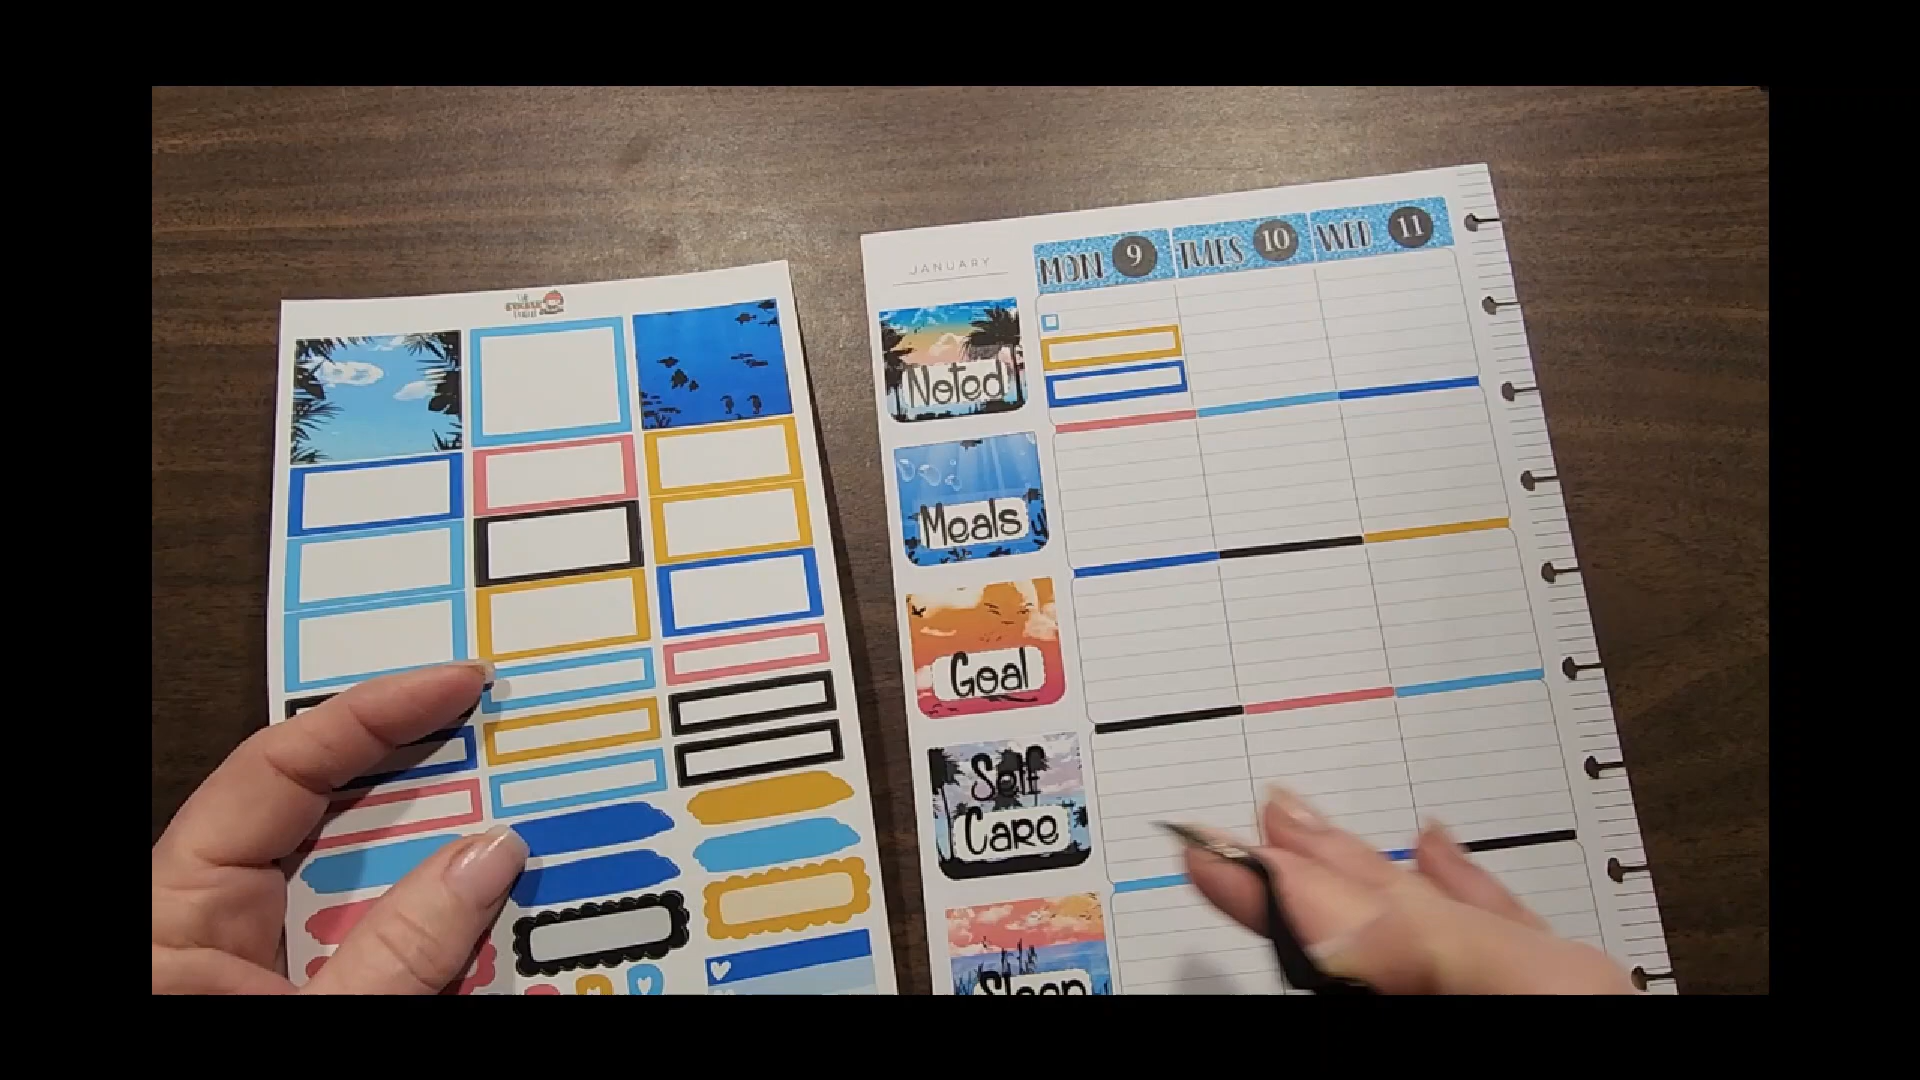 JANUARY
MON 9 TUES 10 WED 11
Noted
Meals
Goal
Self
Care
Sleep